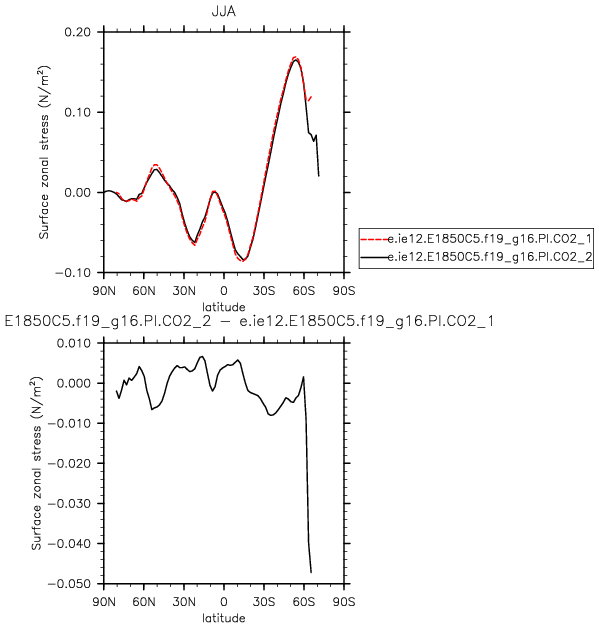 JJA
Surface zonal stress (N/m²)
0.20
0.10
0.00
−0.10
90N 60N 30N 0 30S 60S 90S
latitude
e.ie12.E1850C5.f19_g16.PI.CO2_1
e.ie12.E1850C5.f19_g16.PI.CO2_2
E1850C5.f19_g16.PI.CO2_2 − e.ie12.E1850C5.f19_g16.PI.CO2_1
Surface zonal stress (N/m²)
0.010
0.000
−0.010
−0.020
−0.030
−0.040
−0.050
90N 60N 30N 0 30S 60S 90S
latitude